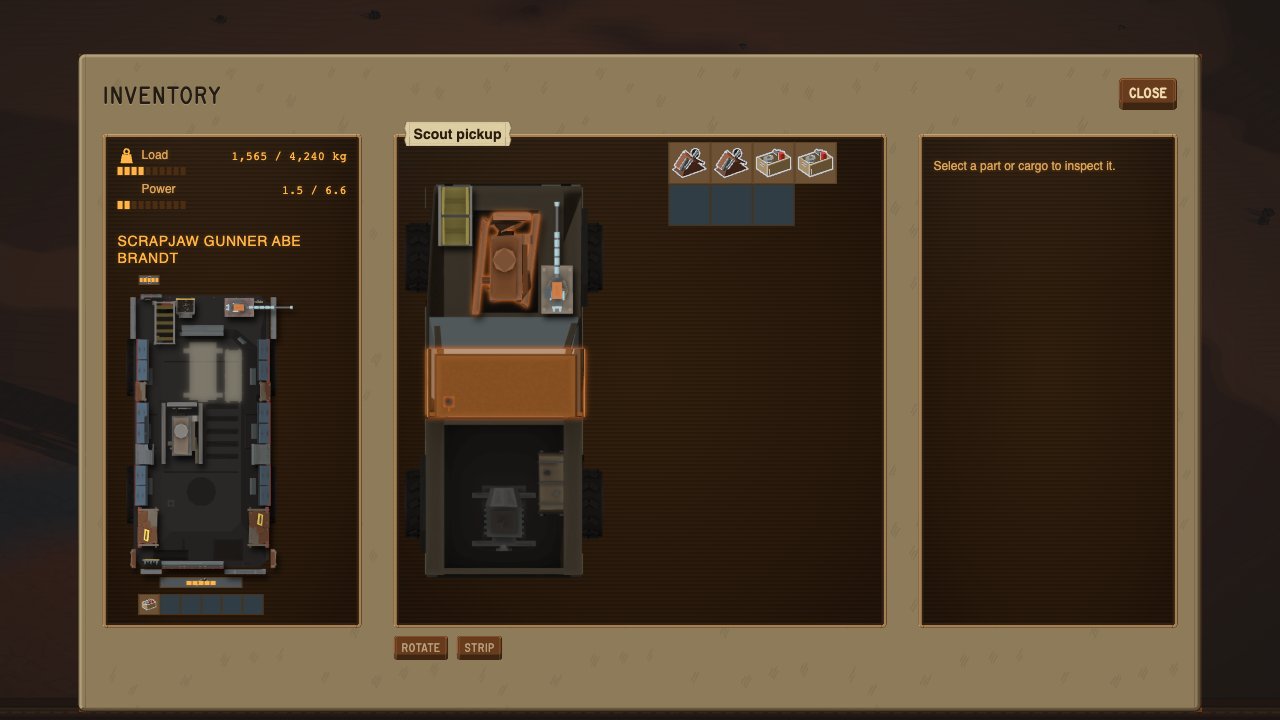 INVENTORY
CLOSE
Scout pickup
Load 1,565 / 4,240 kg
Power 1.5 / 6.6
SCRAPJAW GUNNER ABE
BRANDT
Select a part or cargo to inspect it.
ROTATE
STRIP